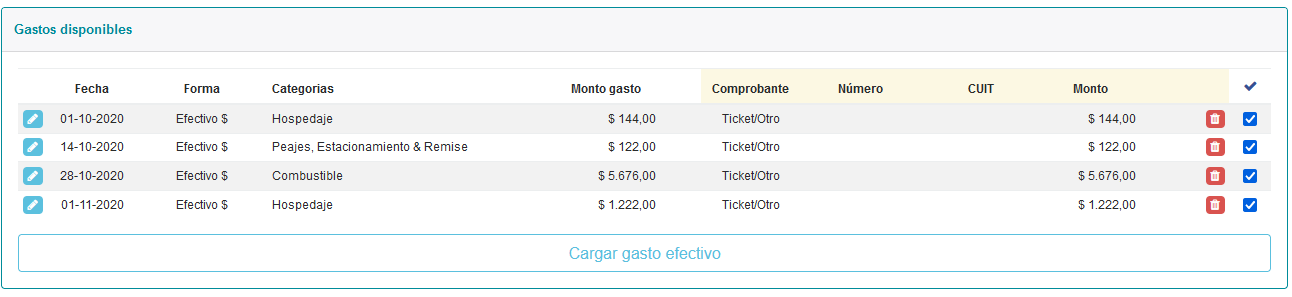 Gastos disponibles
Fecha Forma Categorias Monto gasto Comprobante Número CUIT Monto
01-10-2020 Efectivo $ Hospedaje $ 144,00 Ticket/Otro $ 144,00
14-10-2020 Efectivo $ Peajes, Estacionamiento & Remise $ 122,00 Ticket/Otro $ 122,00
28-10-2020 Efectivo $ Combustible $ 5.676,00 Ticket/Otro $ 5.676,00
01-11-2020 Efectivo $ Hospedaje $ 1.222,00 Ticket/Otro $ 1.222,00
Cargar gasto efectivo